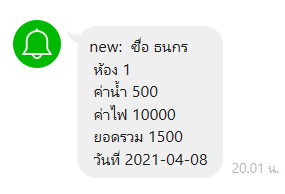 new: ชื่อ ธนกร
ห้อง 1
ค่าน้ำ 500
ค่าไฟ 10000
ยอดรวม 1500
วันที่ 2021-04-08
20.01 น.